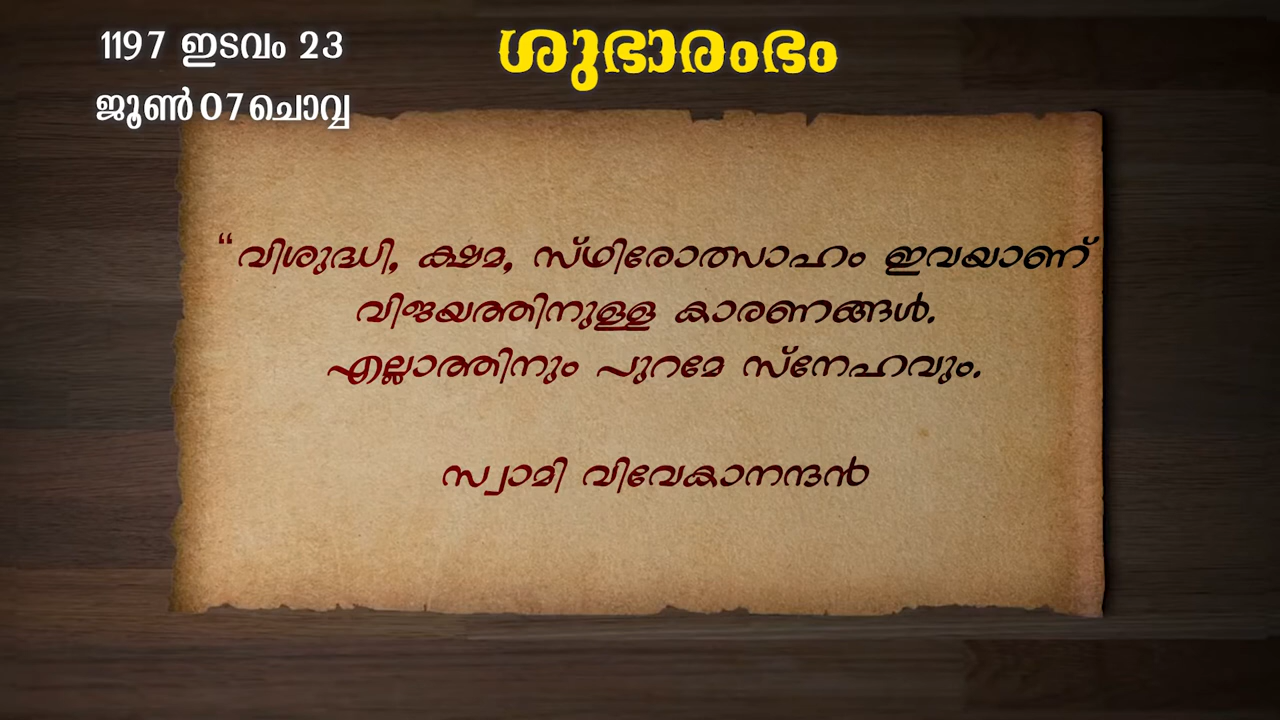 1197 ഇടവം 23
ജൂൺ 07 ചൊവ്വ
ശുഭാരംഭം
“വിശുദ്ധി, ക്ഷമ, സ്ഥിരോത്സാഹം ഇവയാണ്
വിജയത്തിനുള്ള കാരണങ്ങൾ.
എല്ലാത്തിനും പുറമേ സ്നേഹവും.
സ്വാമി വിവേകാനന്ദൻ